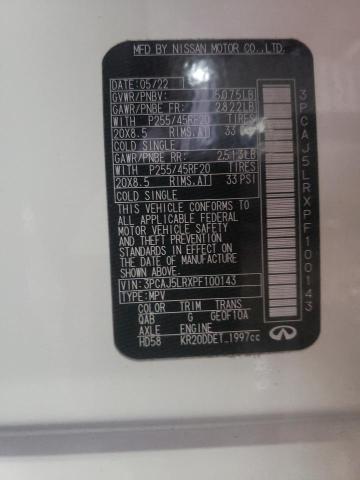 MFD BY NISSAN MOTOR CO.,LTD.
DATE: 05/22
GVWR/PNBV: 5075LB
GAWR/PNBE FR: 2822LB
WITH P255/45RF20 TIRES
20X8.5 RIMS,AT 33
COLD SINGLE
GAWR/PNBE RR: 2513LB
WITH P255/45RF20 TIRES
20X8.5 RIMS,AT 33 PSI
COLD SINGLE
THIS VEHICLE CONFORMS TO
ALL APPLICABLE FEDERAL
MOTOR VEHICLE SAFETY
AND THEFT PREVENTION
STANDARDS IN EFFECT ON
THE DATE OF MANUFACTURE
SHOWN ABOVE.
VIN: 3PCAJ5LRXPF100143
TYPE: MPV
COLOR TRIM TRANS
QAB G GE0F10A
AXLE ENGINE
HD58 KR20DDET 1997cc
INFINITI
3PCAJ5LRXPF100143